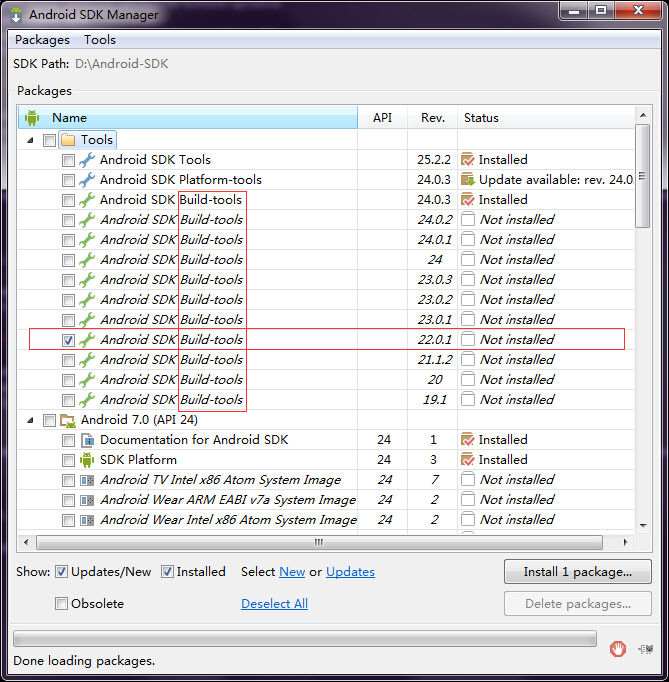 Android SDK Manager
Packages Tools
SDK Path: D:\Android-SDK
Packages
Name API Rev. Status
Tools
Android SDK Tools 25.2.2 Installed
Android SDK Platform-tools 24.0.3 Update available: rev. 24.0
Android SDK Build-tools 24.0.3 Installed
Android SDK Build-tools 24.0.2 Not installed
Android SDK Build-tools 24.0.1 Not installed
Android SDK Build-tools 24 Not installed
Android SDK Build-tools 23.0.3 Not installed
Android SDK Build-tools 23.0.2 Not installed
Android SDK Build-tools 23.0.1 Not installed
Android SDK Build-tools 22.0.1 Not installed
Android SDK Build-tools 21.1.2 Not installed
Android SDK Build-tools 20 Not installed
Android SDK Build-tools 19.1 Not installed
Android 7.0 (API 24)
Documentation for Android SDK 24 1 Installed
SDK Platform 24 3 Installed
Android TV Intel x86 Atom System Image 24 7 Not installed
Android Wear ARM EABI v7a System Image 24 2 Not installed
Android Wear Intel x86 Atom System Image 24 2 Not installed
Show: Updates/New Installed Select New or Updates Install 1 package...
Obsolete Deselect All Delete packages...
Done loading packages.